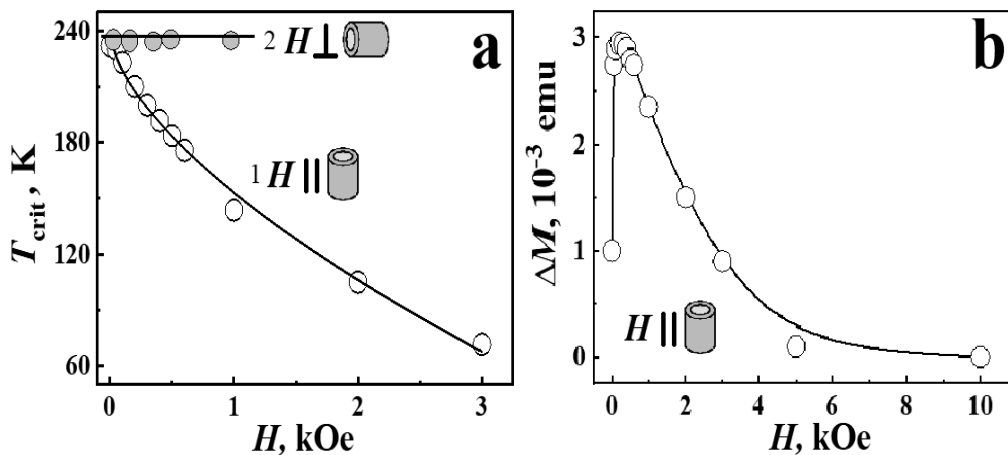 a
240
180
120
60
T_crit, K
2 H ⊥
1 H ||
0 1 2 3
H, kOe
b
3
2
1
0
ΔM, 10^-3 emu
H ||
0 2 4 6 8 10
H, kOe